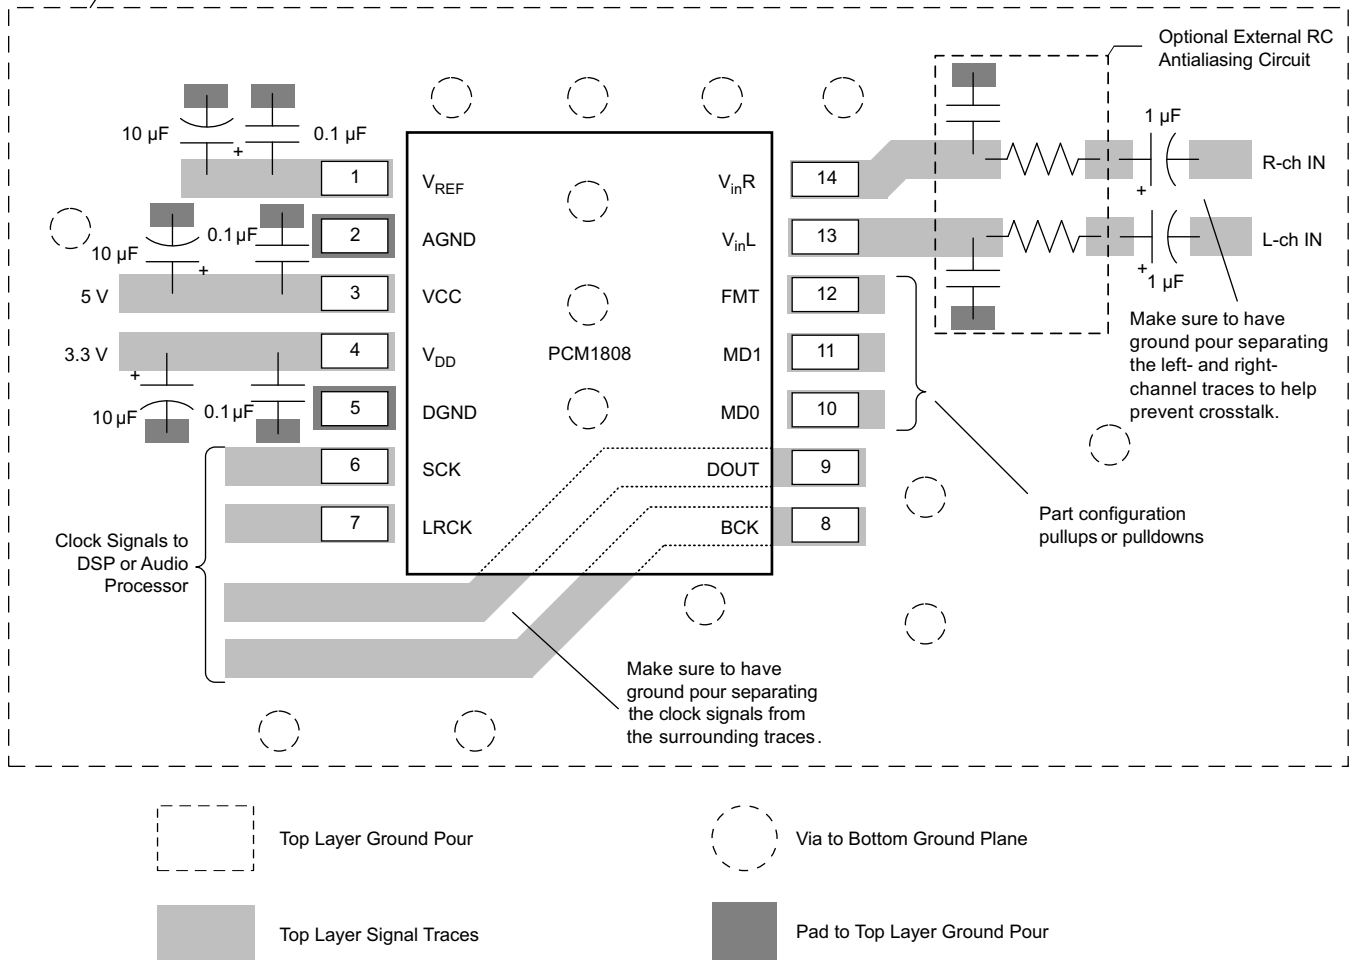 Optional External RC
Antialiasing Circuit
10 µF
+
0.1 µF
1 µF
+
R-ch IN
1
VREF
VinR
14
10 µF
+
0.1 µF
2
AGND
VinL
13
+
1 µF
L-ch IN
5 V
3
VCC
FMT
12
3.3 V
4
VDD
PCM1808
MD1
11
Make sure to have
ground pour separating
the left- and right-
channel traces to help
prevent crosstalk.
+
10 µF
0.1 µF
5
DGND
MD0
10
6
SCK
DOUT
9
7
LRCK
BCK
8
Part configuration
pullups or pulldowns
Clock Signals to
DSP or Audio
Processor
Make sure to have
ground pour separating
the clock signals from
the surrounding traces.
Top Layer Ground Pour
Via to Bottom Ground Plane
Top Layer Signal Traces
Pad to Top Layer Ground Pour